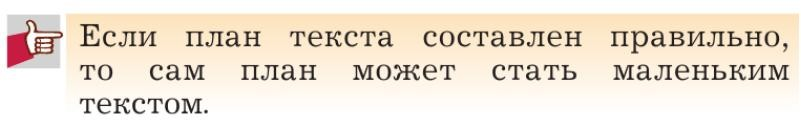 Если план текста составлен правильно,
то сам план может стать маленьким
текстом.